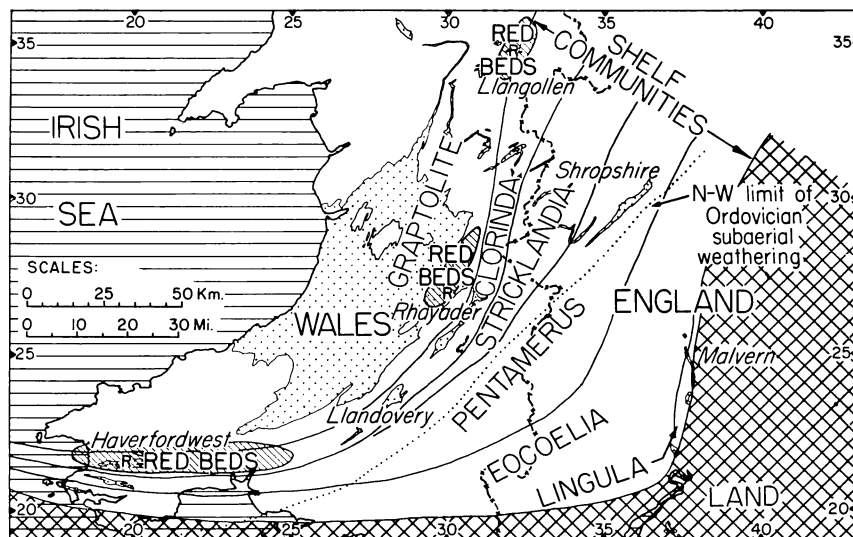 25 30 35 40
35 35
RED
R
BEDS
Llangollen
SHELF
COMMUNITIES
IRISH
SEA
GRAPTOLITE
CLORINDA
STRICKLANDIA
Shropshire
N-W limit of
Ordovician
subaerial
weathering
30 30
SCALES:
0 25 50 Km.
0 10 20 30 Mi.
RED
BEDS
R
Rhayader
WALES
PENTAMERUS
ENGLAND
25 25
Malvern
Llandovery
Haverfordwest
R RED BEDS
EOCOELIA
LINGULA
LAND
20 20
20 25 30 35 40